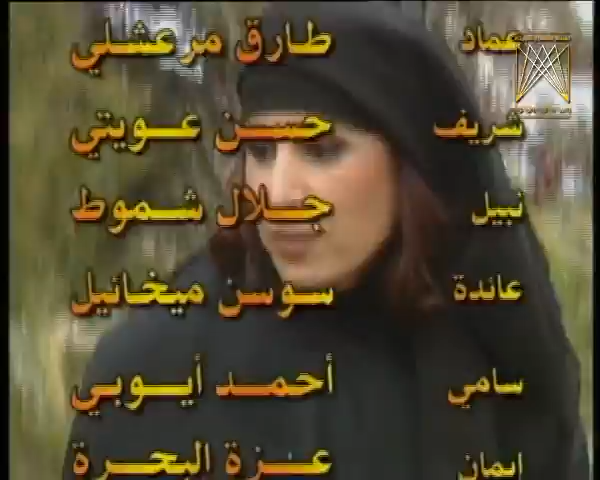 عماد طارق مرعشلي
شريف حسن عويتي
نبيل جلال شموط
عائدة سوسن ميخائيل
سامي أحمد أيوبي
ايمان عزة البحرة